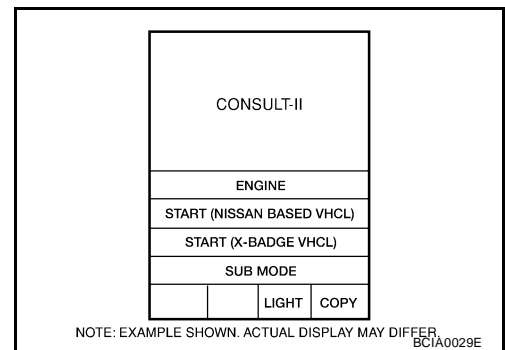 CONSULT-II
ENGINE
START (NISSAN BASED VHCL)
START (X-BADGE VHCL)
SUB MODE
LIGHT COPY
NOTE: EXAMPLE SHOWN. ACTUAL DISPLAY MAY DIFFER.
BCIA0029E